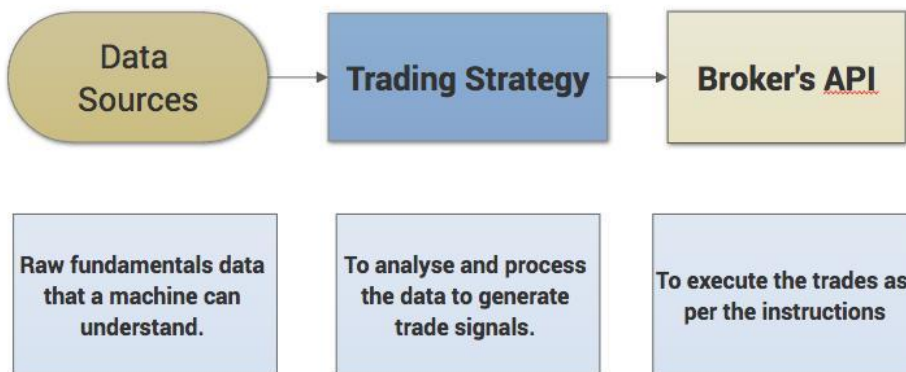 Data
Sources
Trading Strategy
Broker's API
Raw fundamentals data
that a machine can
understand.
To analyse and process
the data to generate
trade signals.
To execute the trades as
per the instructions